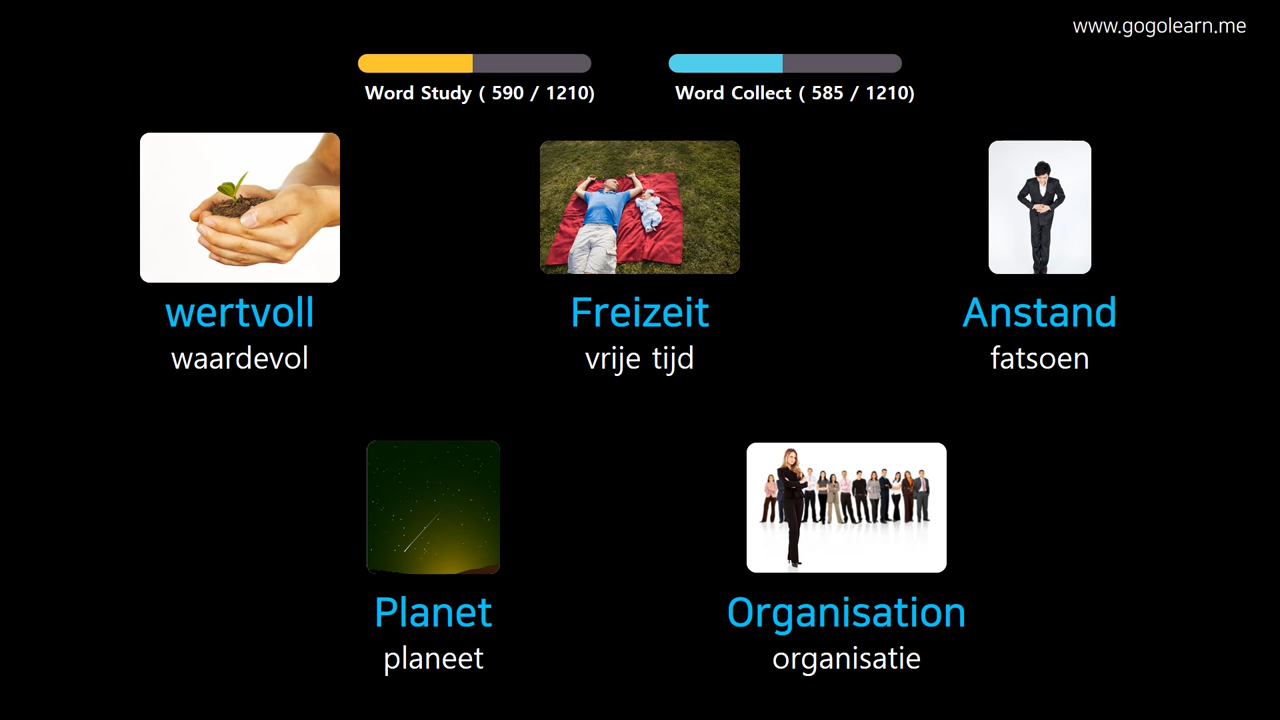 www.gogolearn.me
Word Study ( 590 / 1210)
Word Collect ( 585 / 1210)
wertvoll
waardevol
Freizeit
vrije tijd
Anstand
fatsoen
Planet
planeet
Organisation
organisatie